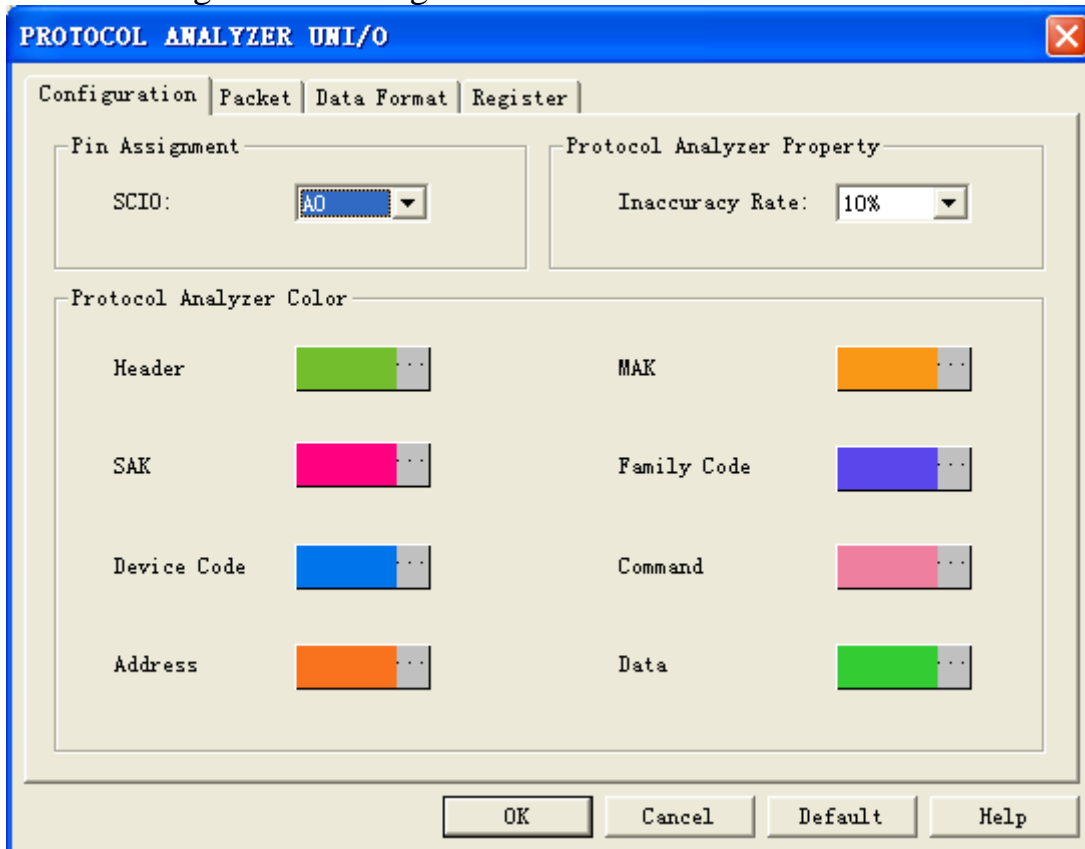 PROTOCOL ANALYZER UNI/O
Configuration Packet Data Format Register
Pin Assignment
SCIO: A0
Protocol Analyzer Property
Inaccuracy Rate: 10%
Protocol Analyzer Color
Header ... MAK ...
SAK ... Family Code ...
Device Code ... Command ...
Address ... Data ...
OK Cancel Default Help